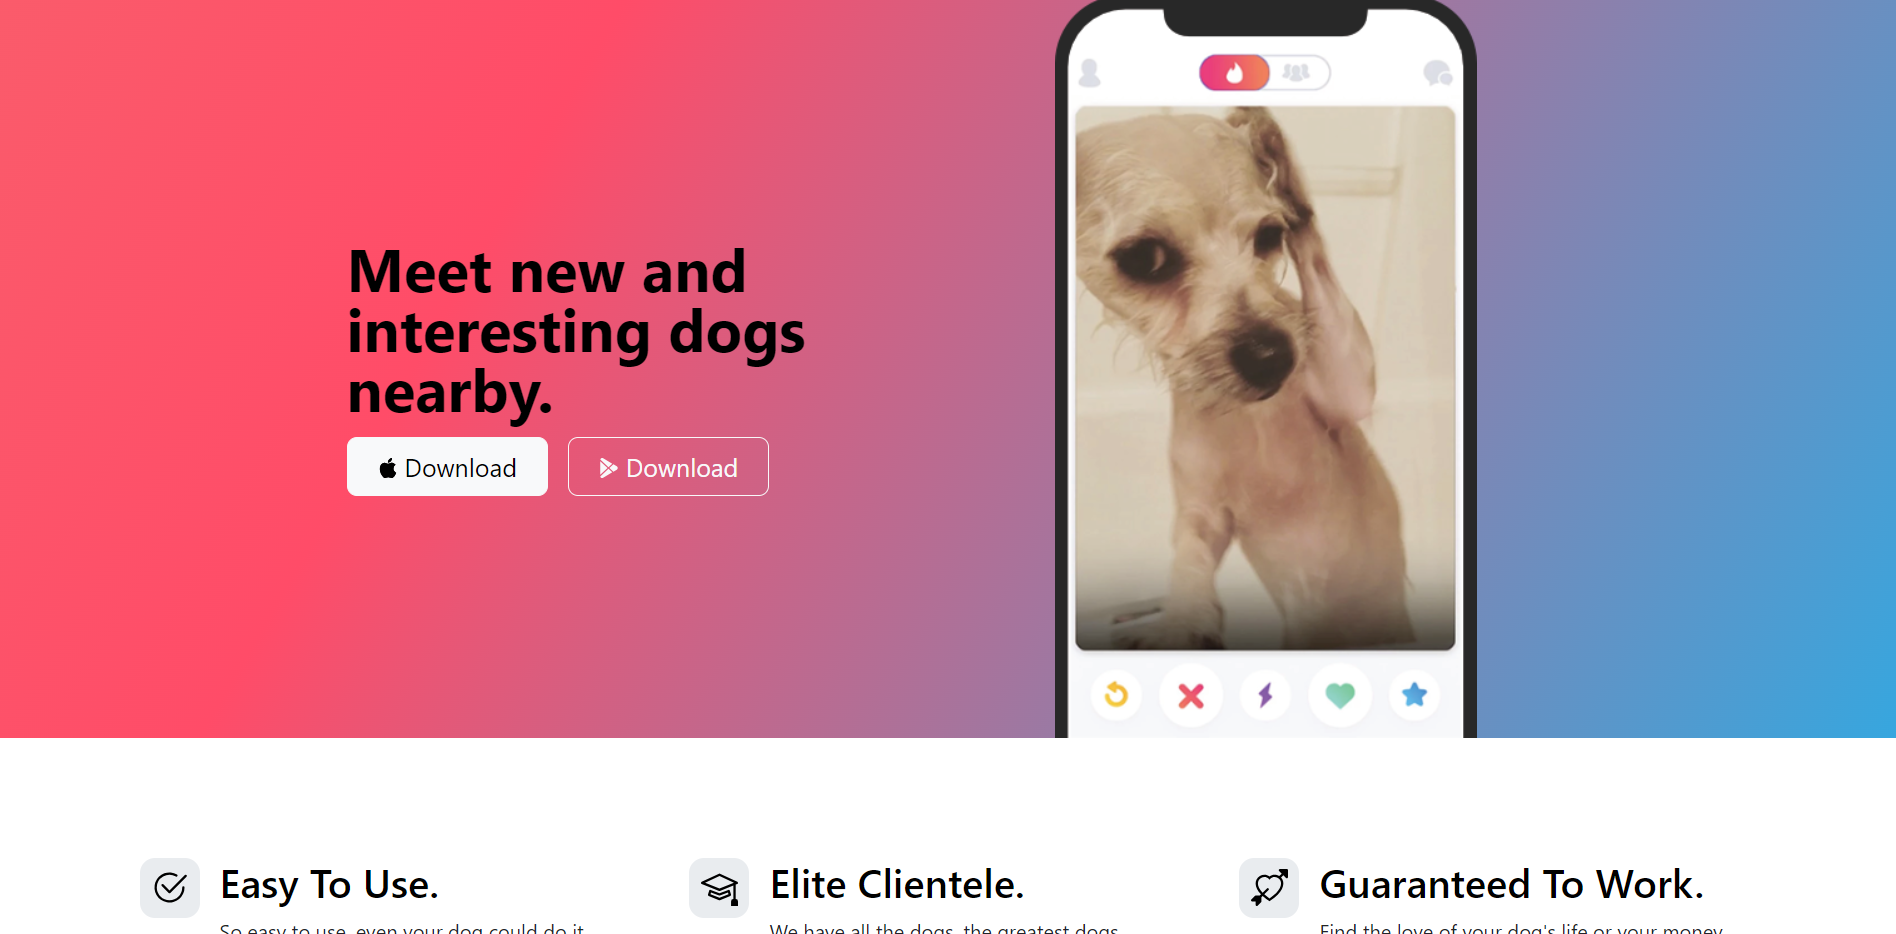 Meet new and
interesting dogs
nearby.
Download
Download
Easy To Use.
So easy to use, even your dog could do it.
Elite Clientele.
We have all the dogs, the greatest dogs
Guaranteed To Work.
Find the love of your dog's life or your money